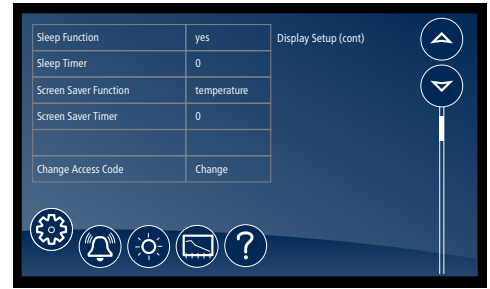 Sleep Function yes Display Setup (cont)
Sleep Timer 0
Screen Saver Function temperature
Screen Saver Timer 0
Change Access Code Change
?